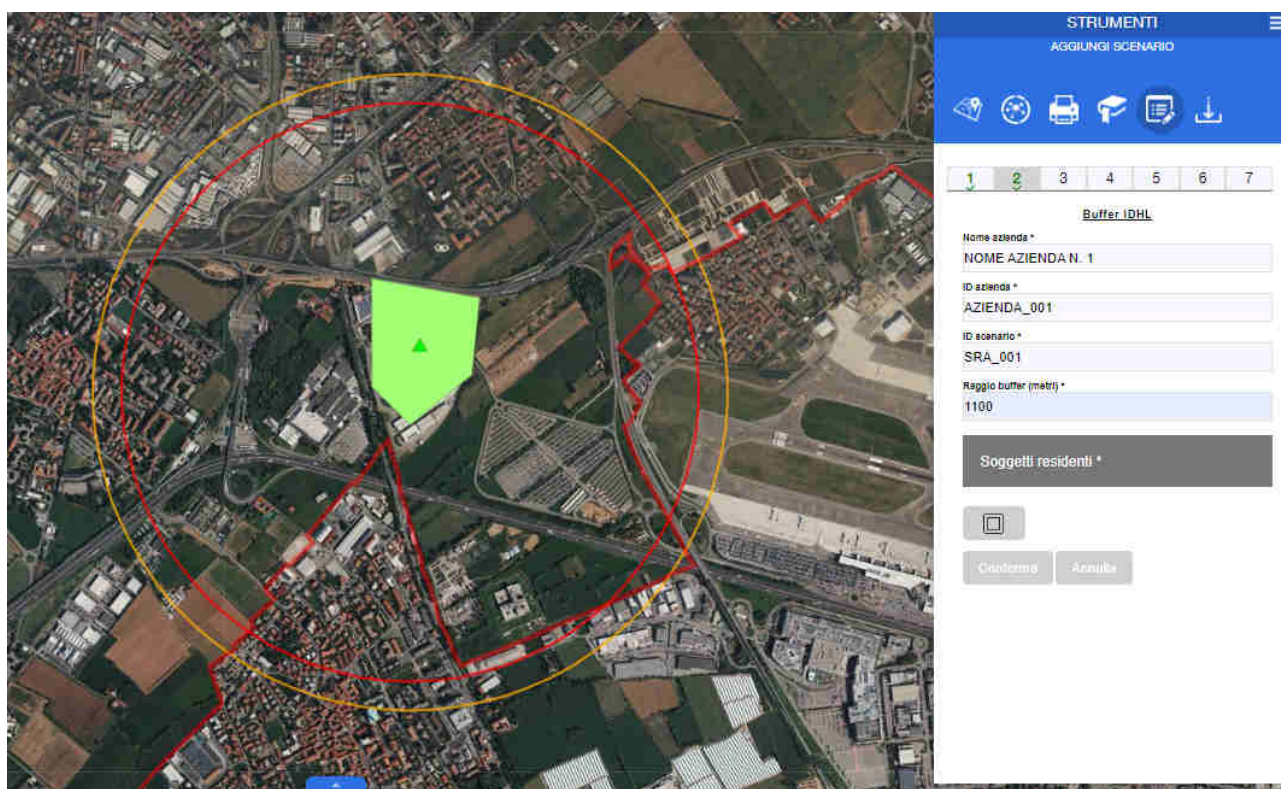 STRUMENTI
AGGIUNGI SCENARIO
1 2 3 4 5 6 7
Buffer IDHL
Nome azienda *
NOME AZIENDA N. 1
ID azienda *
AZIENDA_001
ID scenario *
SRA_001
Raggio buffer (metri) *
1100
Soggetti residenti *
Conferma Annulla